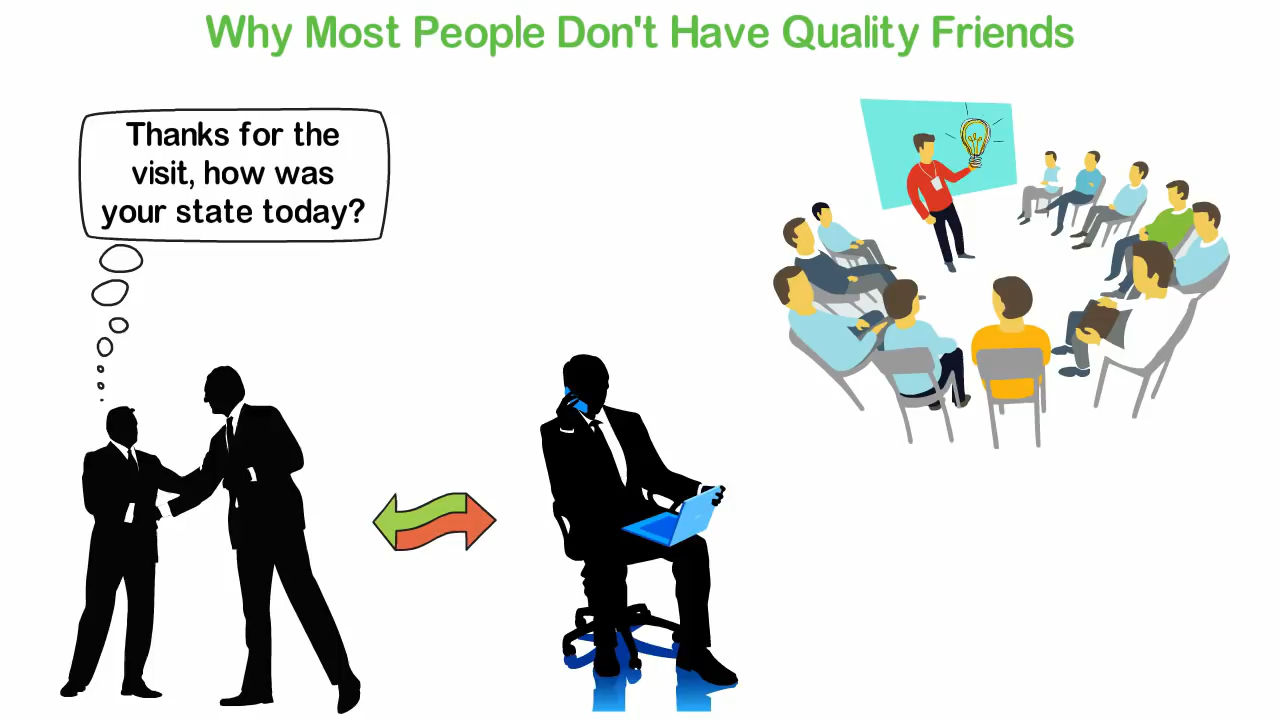 Why Most People Don't Have Quality Friends
Thanks for the
visit, how was
your state today?